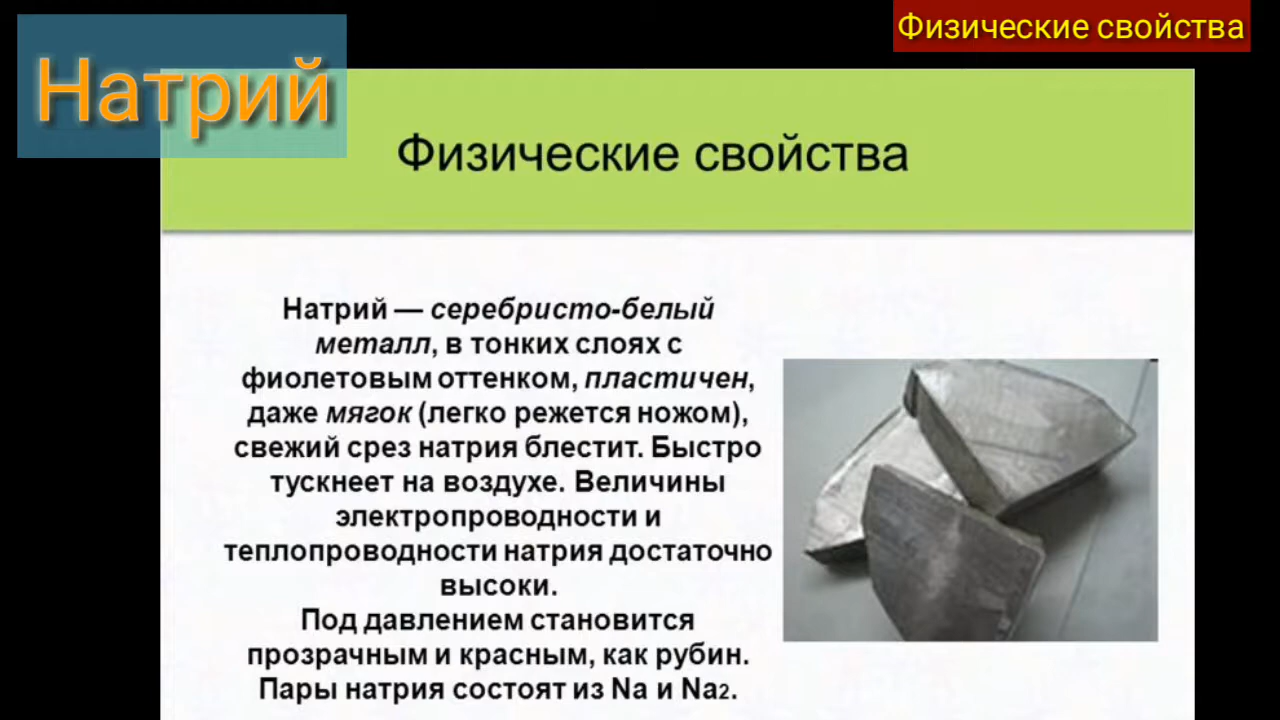 Натрий
Физические свойства
Физические свойства
Натрий — серебристо-белый
металл, в тонких слоях с
фиолетовым оттенком, пластичен,
даже мягок (легко режется ножом),
свежий срез натрия блестит. Быстро
тускнеет на воздухе. Величины
электропроводности и
теплопроводности натрия достаточно
высоки.
Под давлением становится
прозрачным и красным, как рубин.
Пары натрия состоят из Na и Na2.